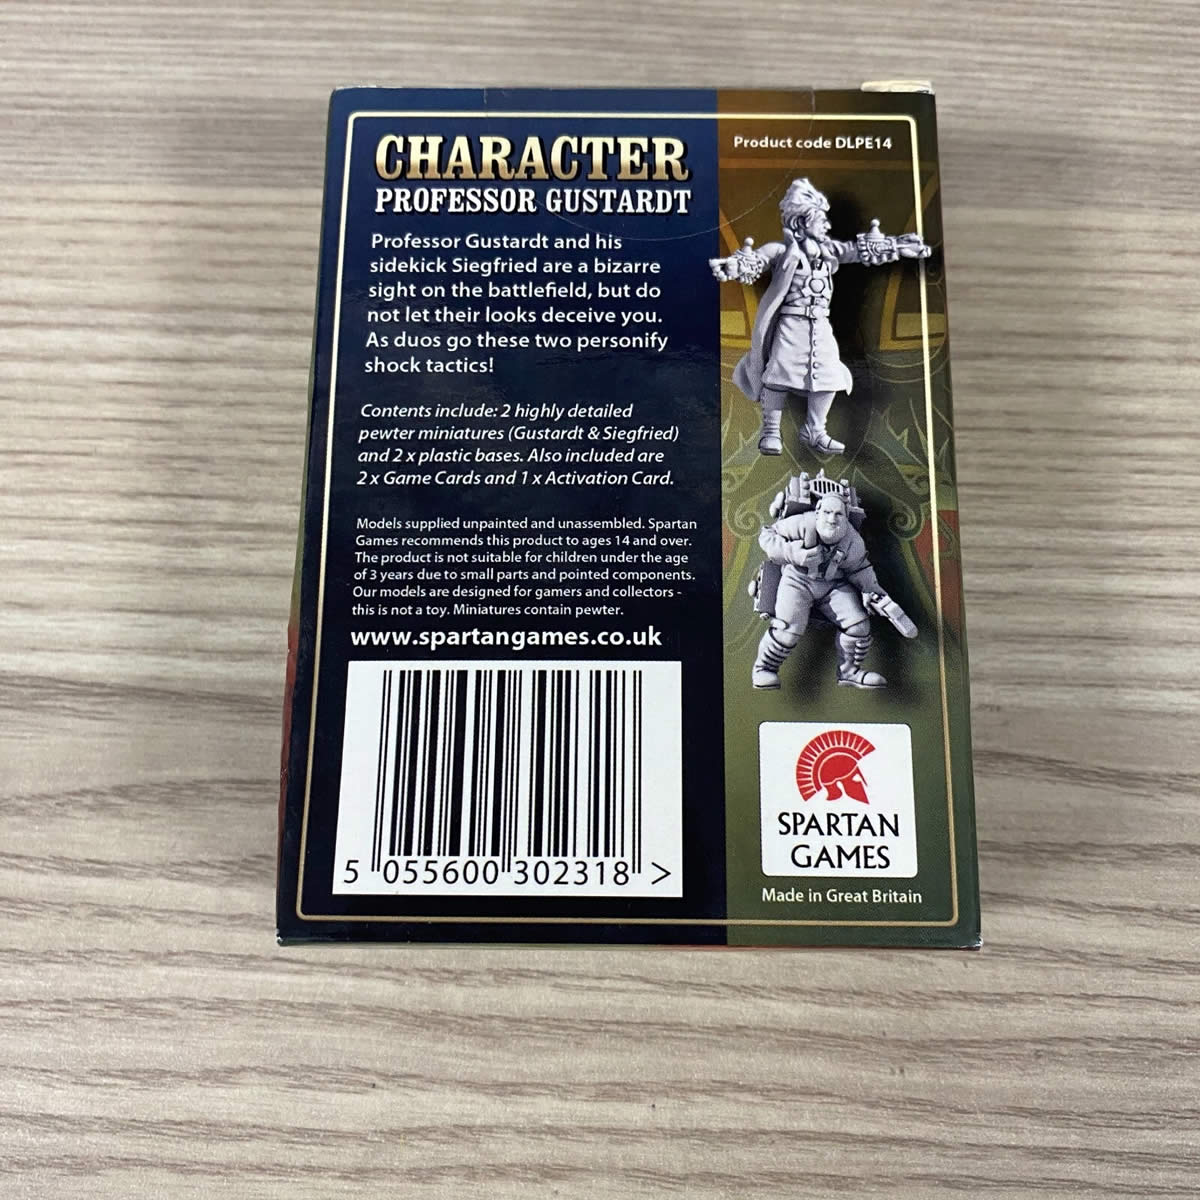 CHARACTER
PROFESSOR GUSTARDT
Product code DLPE14
Professor Gustardt and his
sidekick Siegfried are a bizarre
sight on the battlefield, but do
not let their looks deceive you.
As duos go these two personify
shock tactics!
Contents include: 2 highly detailed
pewter miniatures (Gustardt & Siegfried)
and 2 x plastic bases. Also included are
2 x Game Cards and 1 x Activation Card.
Models supplied unpainted and unassembled. Spartan
Games recommends this product to ages 14 and over.
The product is not suitable for children under the age
of 3 years due to small parts and pointed components.
Our models are designed for gamers and collectors -
this is not a toy. Miniatures contain pewter.
www.spartangames.co.uk
5 055600 302318 >
SPARTAN
GAMES
Made in Great Britain